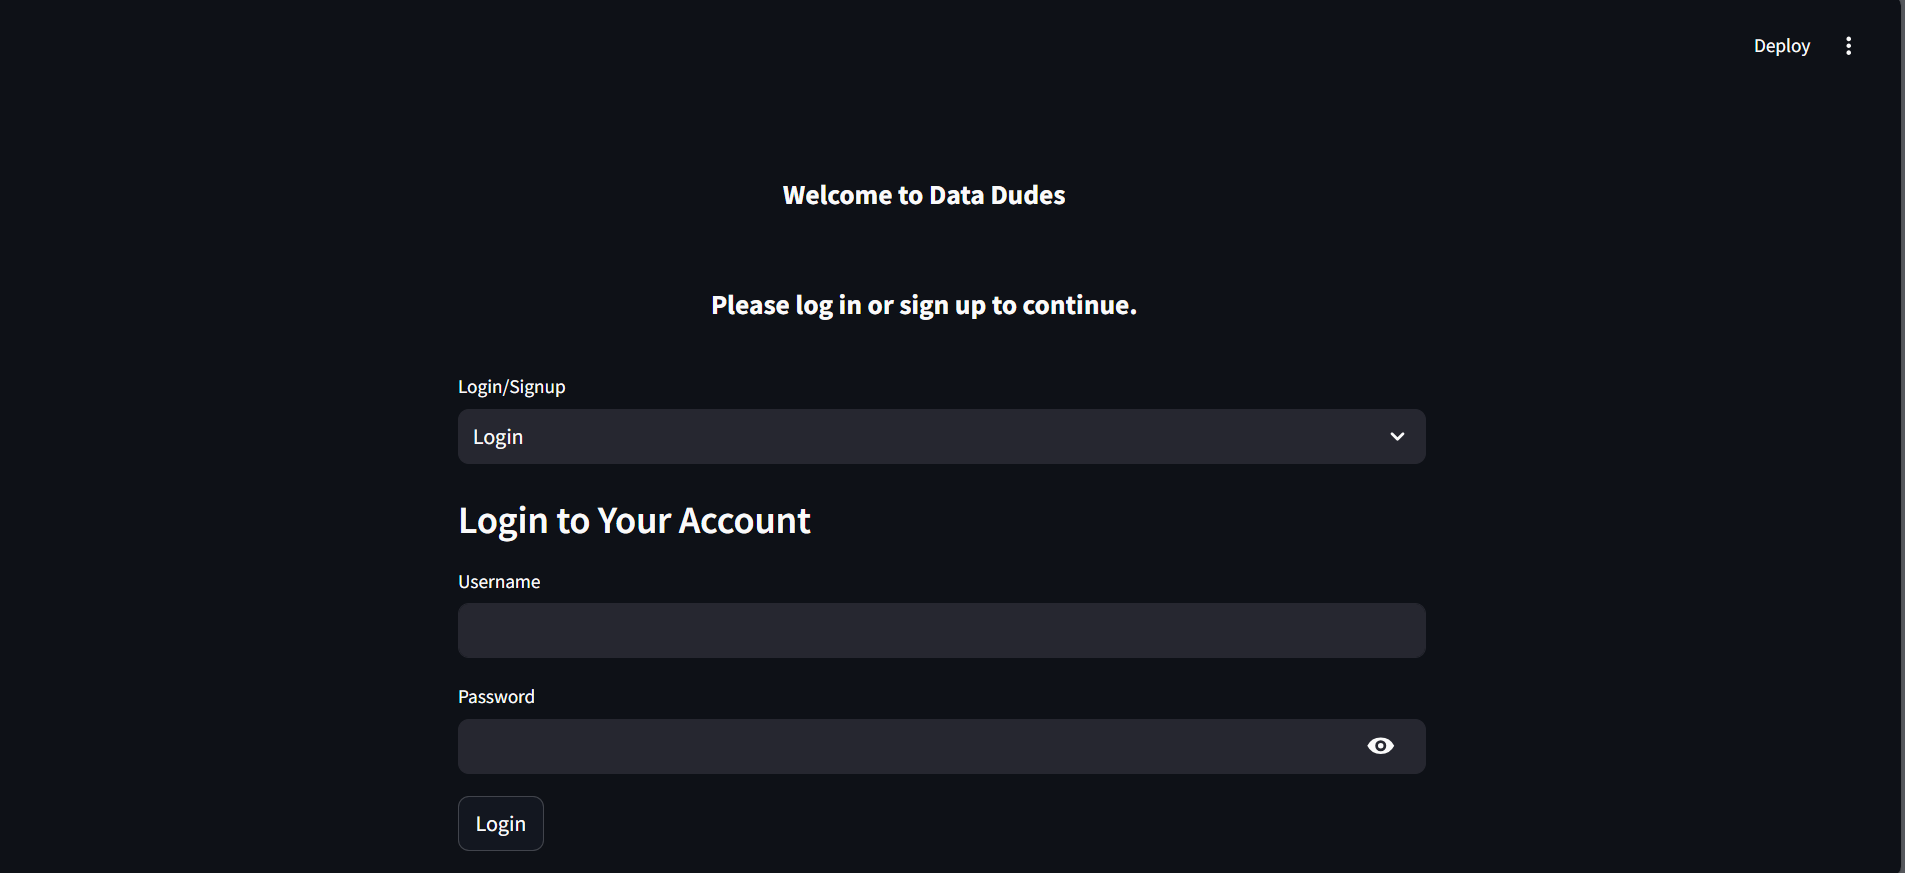 Deploy
Welcome to Data Dudes
Please log in or sign up to continue.
Login/Signup
Login
Login to Your Account
Username
Password
Login